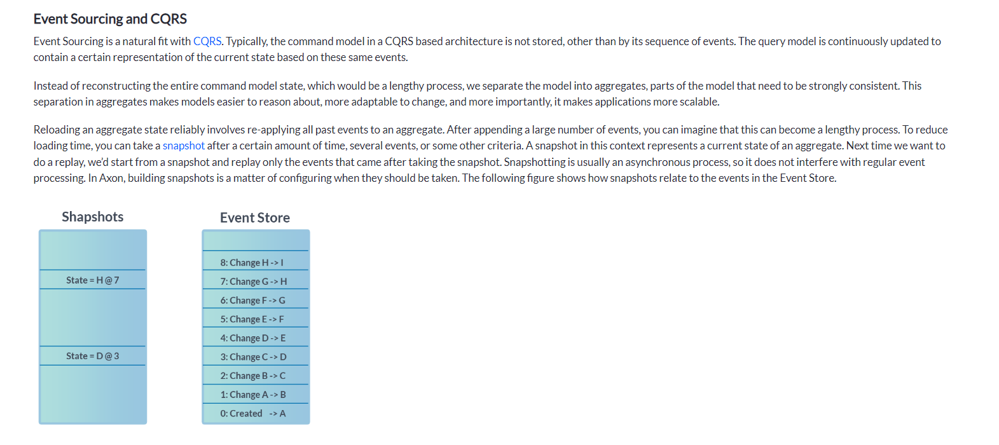 Event Sourcing and CQRS
Event Sourcing is a natural fit with CQRS. Typically, the command model in a CQRS based architecture is not stored, other than by its sequence of events. The query model is continuously updated to
contain a certain representation of the current state based on these same events.
Instead of reconstructing the entire command model state, which would be a lengthy process, we separate the model into aggregates, parts of the model that need to be strongly consistent. This
separation in aggregates makes models easier to reason about, more adaptable to change, and more importantly, it makes applications more scalable.
Reloading an aggregate state reliably involves re-applying all past events to an aggregate. After appending a large number of events, you can imagine that this can become a lengthy process. To reduce
loading time, you can take a snapshot after a certain amount of time, several events, or some other criteria. A snapshot in this context represents a current state of an aggregate. Next time we want to
do a replay, we'd start from a snapshot and replay only the events that came after taking the snapshot. Snapshotting is usually an asynchronous process, so it does not interfere with regular event
processing. In Axon, building snapshots is a matter of configuring when they should be taken. The following figure shows how snapshots relate to the events in the Event Store.
Shapshots
State = H @ 7
State = D @ 3
Event Store
8: Change H -> I
7: Change G -> H
6: Change F -> G
5: Change E -> F
4: Change D -> E
3: Change C -> D
2: Change B -> C
1: Change A -> B
0: Created -> A